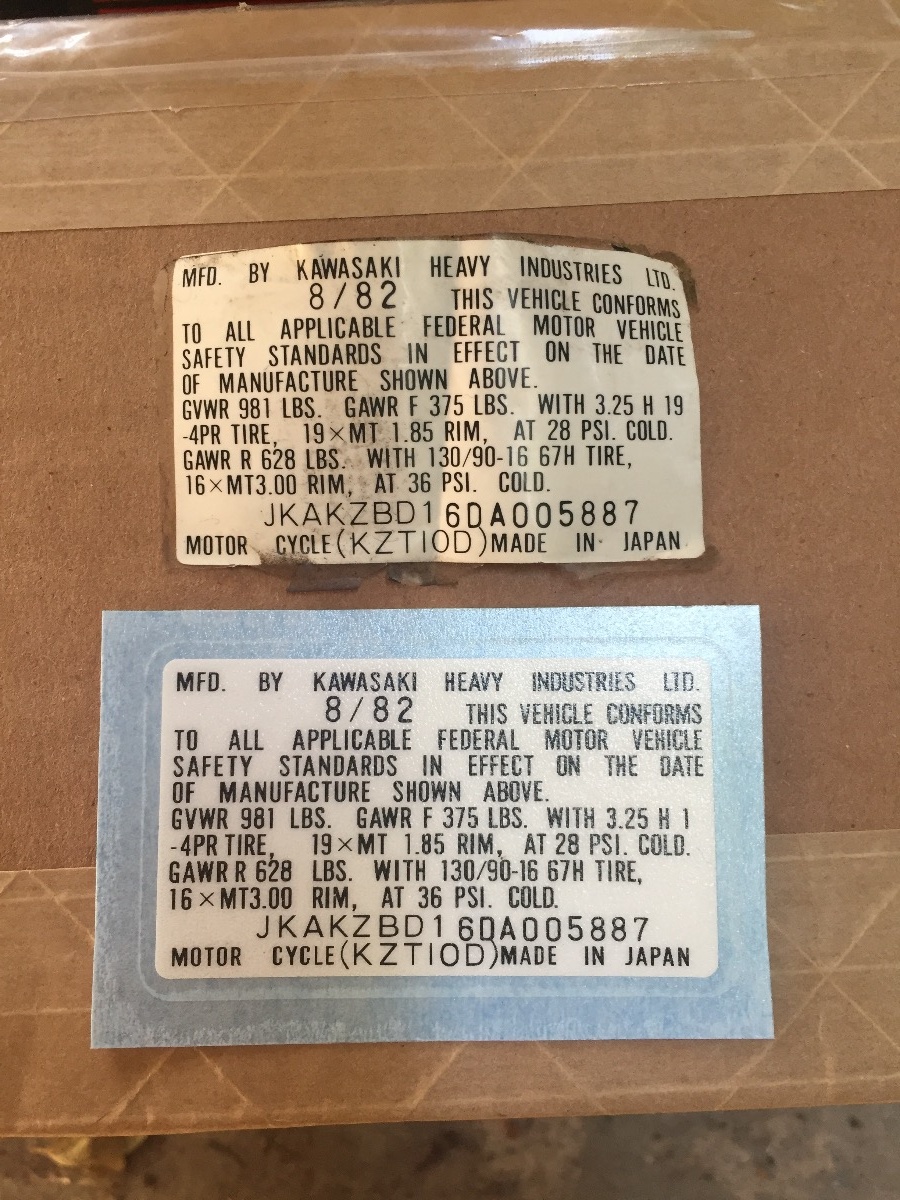 MFD. BY KAWASAKI HEAVY INDUSTRIES LTD.
8/82 THIS VEHICLE CONFORMS
TO ALL APPLICABLE FEDERAL MOTOR VEHICLE
SAFETY STANDARDS IN EFFECT ON THE DATE
OF MANUFACTURE SHOWN ABOVE.
GVWR 981 LBS. GAWR F 375 LBS. WITH 3.25 H 19
-4PR TIRE, 19×MT 1.85 RIM, AT 28 PSI. COLD.
GAWR R 628 LBS. WITH 130/90-16 67H TIRE,
16×MT3.00 RIM, AT 36 PSI. COLD.
JKAKZBD16DA005887
MOTOR CYCLE(KZT10D)MADE IN JAPAN
MFD. BY KAWASAKI HEAVY INDUSTRIES LTD.
8/82 THIS VEHICLE CONFORMS
TO ALL APPLICABLE FEDERAL MOTOR VEHICLE
SAFETY STANDARDS IN EFFECT ON THE DATE
OF MANUFACTURE SHOWN ABOVE.
GVWR 981 LBS. GAWR F 375 LBS. WITH 3.25 H 1
-4PR TIRE, 19×MT 1.85 RIM, AT 28 PSI. COLD.
GAWR R 628 LBS. WITH 130/90-16 67H TIRE,
16×MT3.00 RIM, AT 36 PSI. COLD.
JKAKZBD16DA005887
MOTOR CYCLE(KZT10D)MADE IN JAPAN